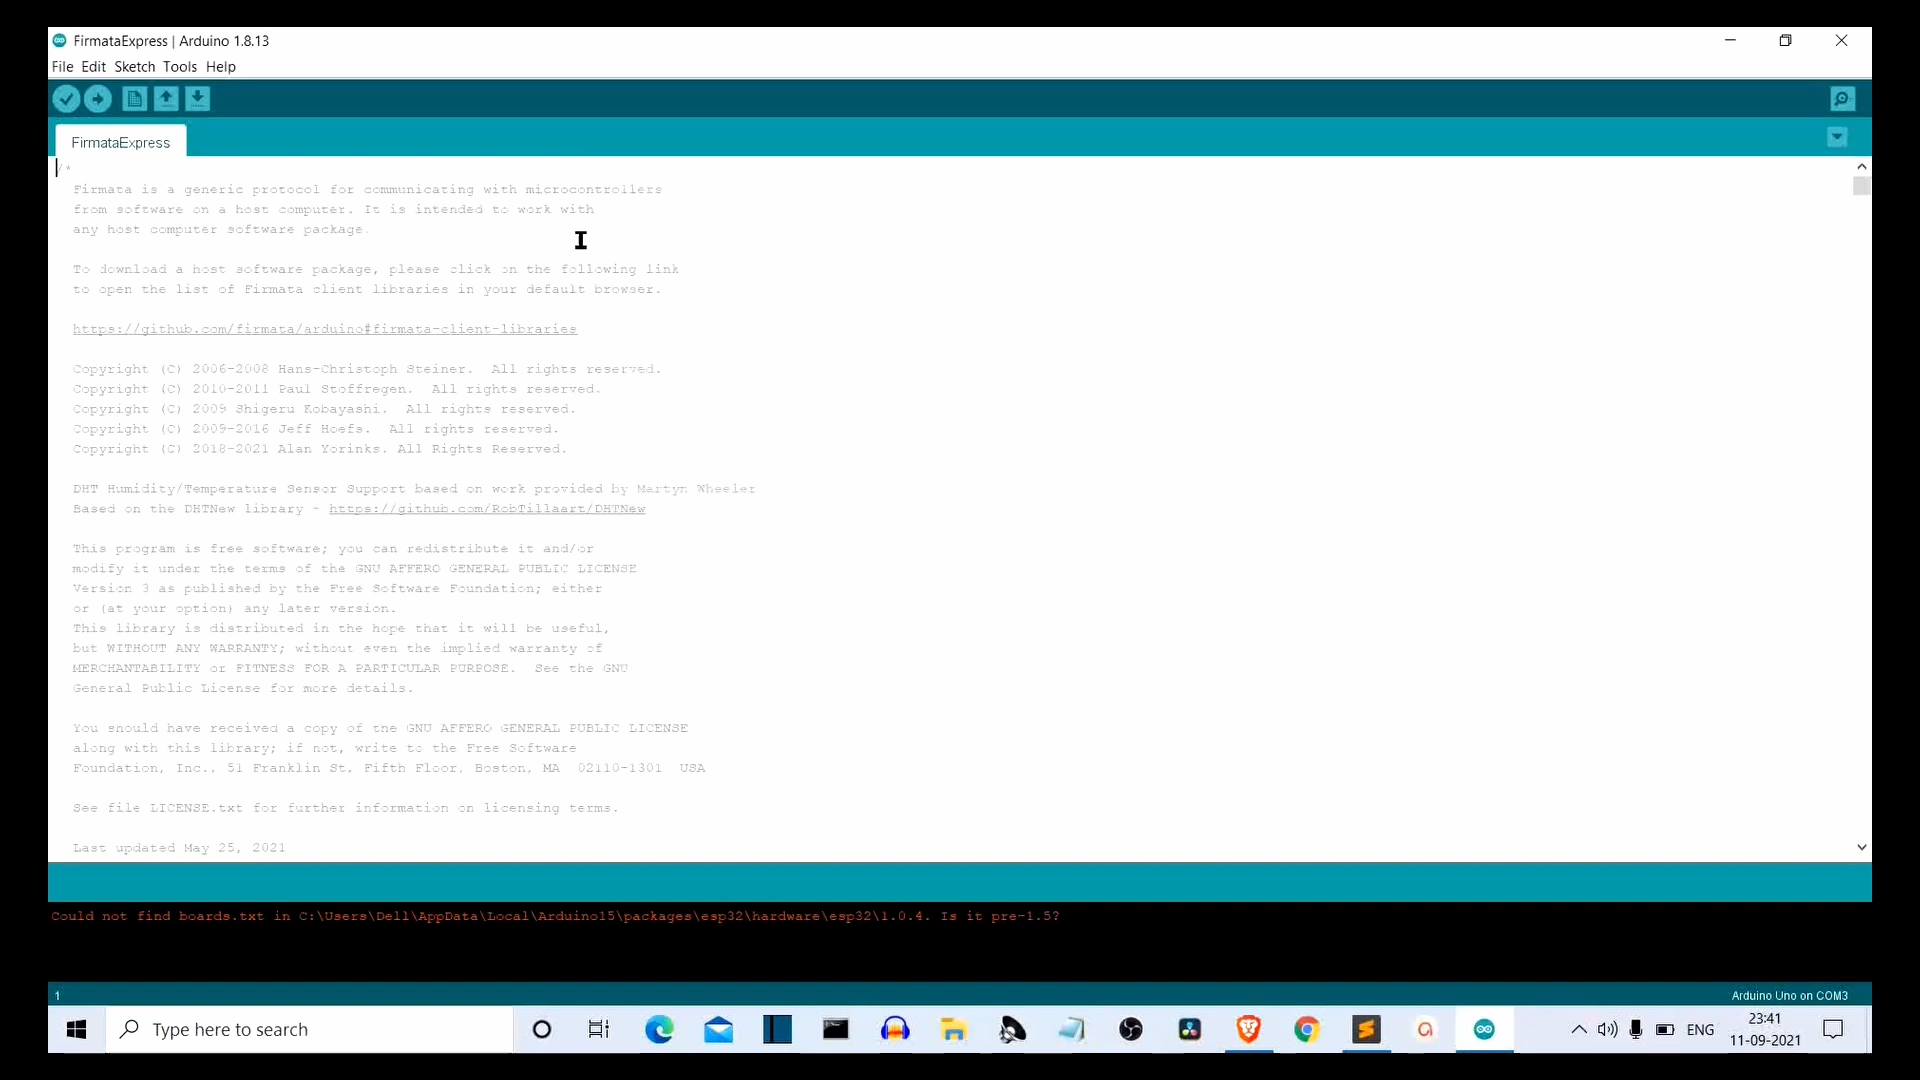 FirmataExpress | Arduino 1.8.13
File Edit Sketch Tools Help
FirmataExpress
/*
Firmata is a generic protocol for communicating with microcontrollers
from software on a host computer. It is intended to work with
any host computer software package.
To download a host software package, please click on the following link
to open the list of Firmata client libraries in your default browser.
https://github.com/firmata/arduino#firmata-client-libraries
Copyright (C) 2006-2008 Hans-Christoph Steiner.  All rights reserved.
Copyright (C) 2010-2011 Paul Stoffregen.  All rights reserved.
Copyright (C) 2009 Shigeru Kobayashi.  All rights reserved.
Copyright (C) 2009-2016 Jeff Hoefs.  All rights reserved.
Copyright (C) 2018-2021 Alan Yorinks. All Rights Reserved.
DHT Humidity/Temperature Sensor Support based on work provided by Martyn Wheeler
Based on the DHTNew library - https://github.com/RobTillaart/DHTNew
This program is free software; you can redistribute it and/or
modify it under the terms of the GNU AFFERO GENERAL PUBLIC LICENSE
Version 3 as published by the Free Software Foundation; either
or (at your option) any later version.
This library is distributed in the hope that it will be useful,
but WITHOUT ANY WARRANTY; without even the implied warranty of
MERCHANTABILITY or FITNESS FOR A PARTICULAR PURPOSE.  See the GNU
General Public License for more details.
You should have received a copy of the GNU AFFERO GENERAL PUBLIC LICENSE
along with this library; if not, write to the Free Software
Foundation, Inc., 51 Franklin St, Fifth Floor, Boston, MA  02110-1301  USA
See file LICENSE.txt for further information on licensing terms.
Last updated May 25, 2021
Could not find boards.txt in C:\Users\Dell\AppData\Local\Arduino15\packages\esp32\hardware\esp32\1.0.4. Is it pre-1.5?
1
Arduino Uno on COM3
Type here to search
ENG
23:41
11-09-2021